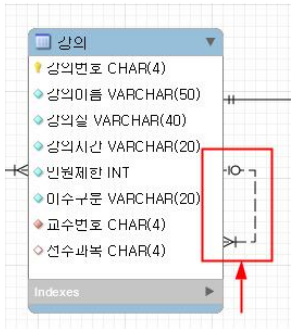 강의
강의번호 CHAR(4)
강의이름 VARCHAR(50)
강의실 VARCHAR(40)
강의시간 VARCHAR(20)
인원제한 INT
이수구분 VARCHAR(20)
교수번호 CHAR(4)
선수과목 CHAR(4)
Indexes